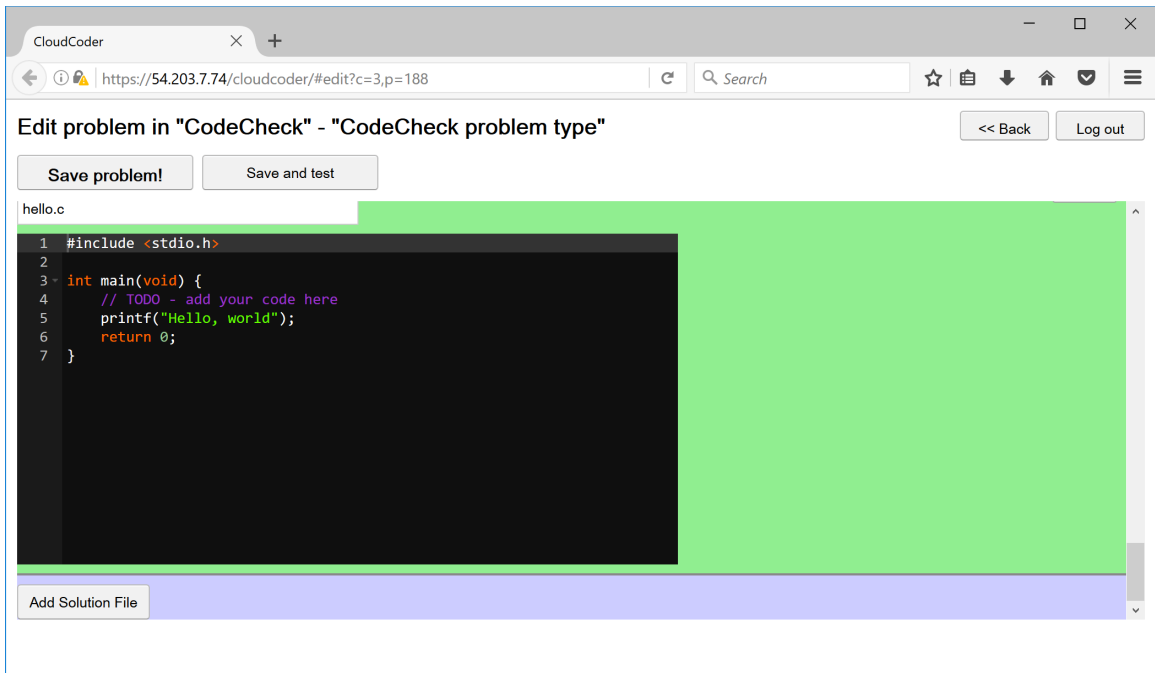 CloudCoder
https://54.203.7.74/cloudcoder/#edit?c=3,p=188
Search
Edit problem in "CodeCheck" - "CodeCheck problem type"
<< Back
Log out
Save problem!
Save and test
hello.c
1 #include <stdio.h>
2
3 int main(void) {
4     // TODO - add your code here
5     printf("Hello, world");
6     return 0;
7 }
Add Solution File